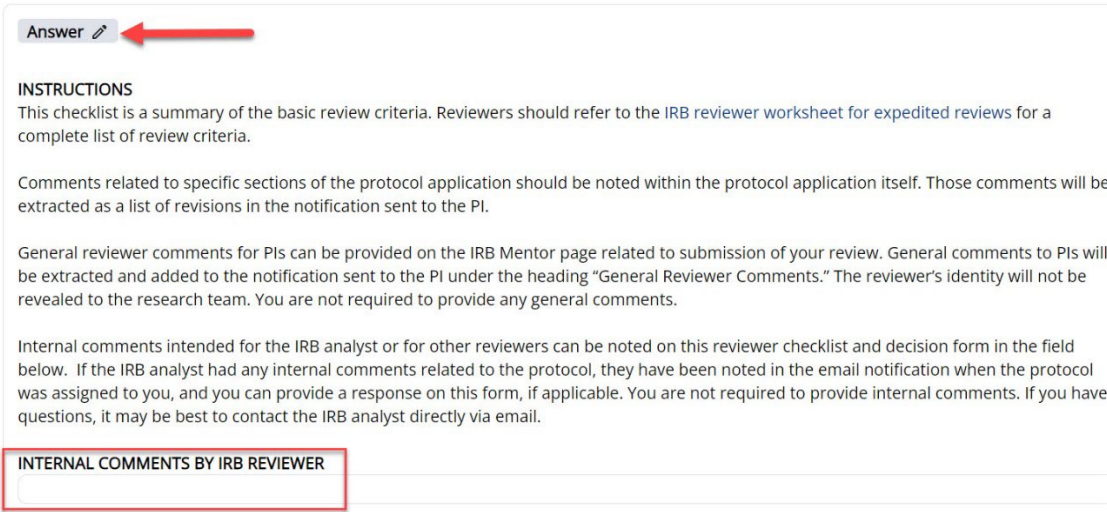 Answer
INSTRUCTIONS
This checklist is a summary of the basic review criteria. Reviewers should refer to the IRB reviewer worksheet for expedited reviews for a
complete list of review criteria.
Comments related to specific sections of the protocol application should be noted within the protocol application itself. Those comments will be
extracted as a list of revisions in the notification sent to the PI.
General reviewer comments for PIs can be provided on the IRB Mentor page related to submission of your review. General comments to PIs will
be extracted and added to the notification sent to the PI under the heading “General Reviewer Comments.” The reviewer’s identity will not be
revealed to the research team. You are not required to provide any general comments.
Internal comments intended for the IRB analyst or for other reviewers can be noted on this reviewer checklist and decision form in the field
below.  If the IRB analyst had any internal comments related to the protocol, they have been noted in the email notification when the protocol
was assigned to you, and you can provide a response on this form, if applicable. You are not required to provide internal comments. If you have
questions, it may be best to contact the IRB analyst directly via email.
INTERNAL COMMENTS BY IRB REVIEWER